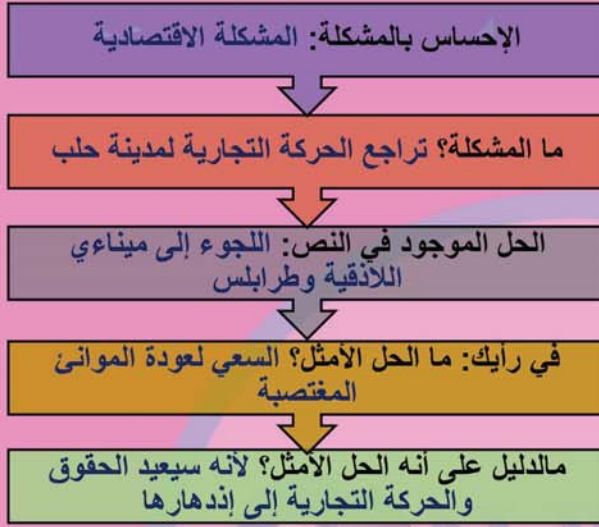 الإحساس بالمشكلة: المشكلة الاقتصادية
ما المشكلة؟ تراجع الحركة التجارية لمدينة حلب
الحل الموجود في النص: اللجوء إلى ميناءي
اللاذقية وطرابلس
في رأيك: ما الحل الأمثل؟ السعي لعودة الموانئ
المغتصبة
مالدليل على أنه الحل الأمثل؟ لأنه سيعيد الحقوق
والحركة التجارية إلى إذدهارها